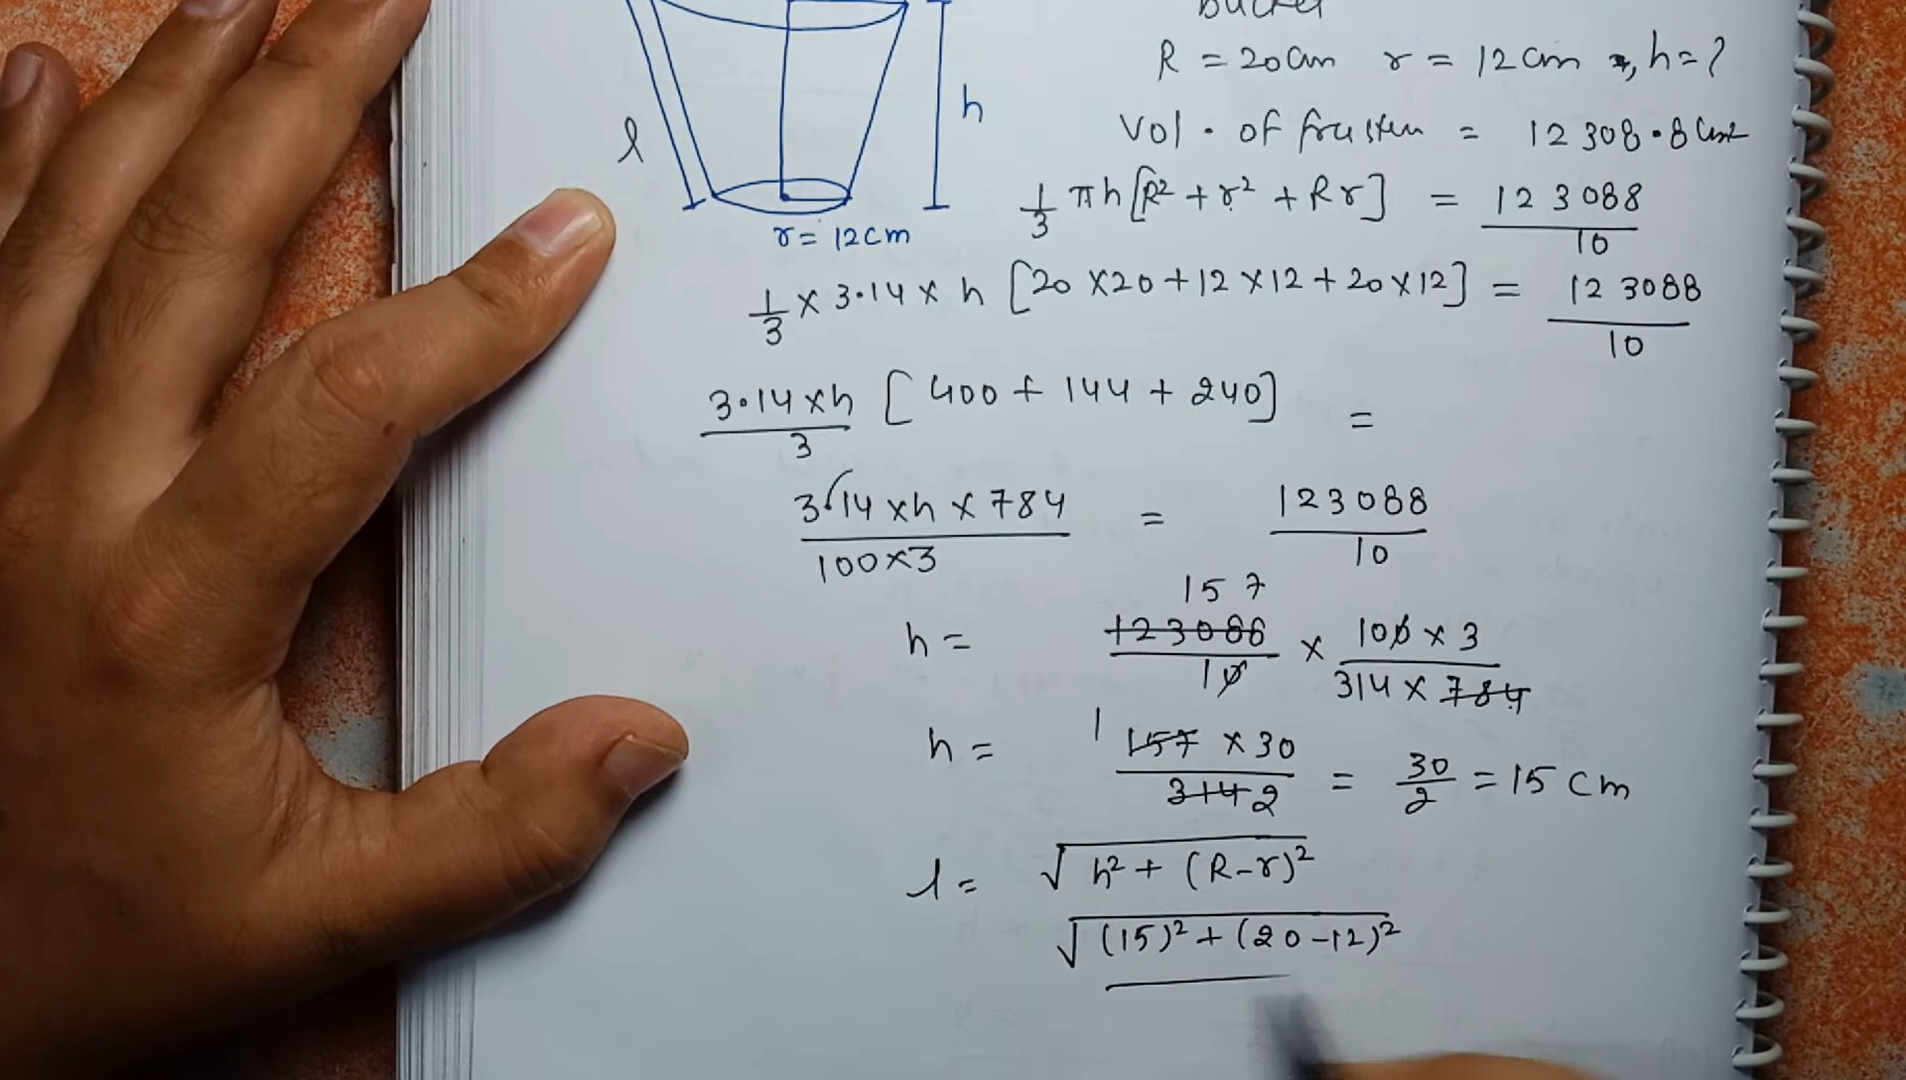 bucket
R = 20cm r = 12cm , h = ?
h
l
Vol. of frustum = 12308.8 cm2
1/3 πh[R² + r² + Rr] = 123088/10
r = 12cm
1/3 × 3.14 × h [20 × 20 + 12 × 12 + 20 × 12] = 123088/10
3.14 × h/3 [400 + 144 + 240] =
314 × h × 784/100×3 = 123088/10
157
h = 123088/10 × 100 × 3/314 × 784
h = 1 157 × 30/314 2 = 30/2 = 15 cm
l = √h² + (R-r)²
√(15)² + (20-12)²